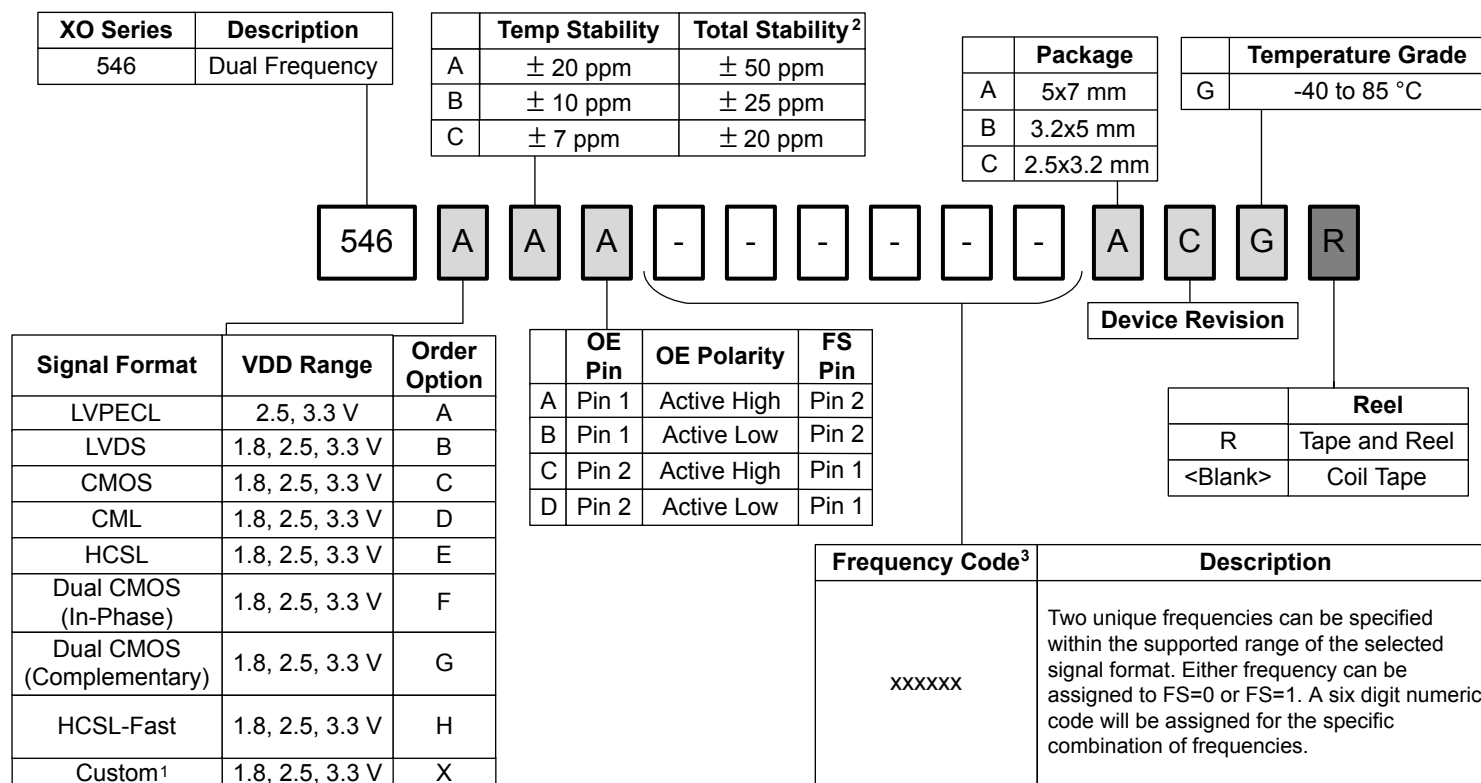 XO Series Description
546 Dual Frequency
Temp Stability Total Stability²
A ± 20 ppm ± 50 ppm
B ± 10 ppm ± 25 ppm
C ± 7 ppm ± 20 ppm
Package
A 5x7 mm
B 3.2x5 mm
C 2.5x3.2 mm
Temperature Grade
G -40 to 85 °C
546 A A A - - - - - - A C G R
Device Revision
Signal Format VDD Range Order Option
LVPECL 2.5, 3.3 V A
LVDS 1.8, 2.5, 3.3 V B
CMOS 1.8, 2.5, 3.3 V C
CML 1.8, 2.5, 3.3 V D
HCSL 1.8, 2.5, 3.3 V E
Dual CMOS (In-Phase) 1.8, 2.5, 3.3 V F
Dual CMOS (Complementary) 1.8, 2.5, 3.3 V G
HCSL-Fast 1.8, 2.5, 3.3 V H
Custom¹ 1.8, 2.5, 3.3 V X
OE Pin OE Polarity FS Pin
A Pin 1 Active High Pin 2
B Pin 1 Active Low Pin 2
C Pin 2 Active High Pin 1
D Pin 2 Active Low Pin 1
Reel
R Tape and Reel
<Blank> Coil Tape
Frequency Code³ Description
xxxxxx
Two unique frequencies can be specified
within the supported range of the selected
signal format. Either frequency can be
assigned to FS=0 or FS=1. A six digit numeric
code will be assigned for the specific
combination of frequencies.